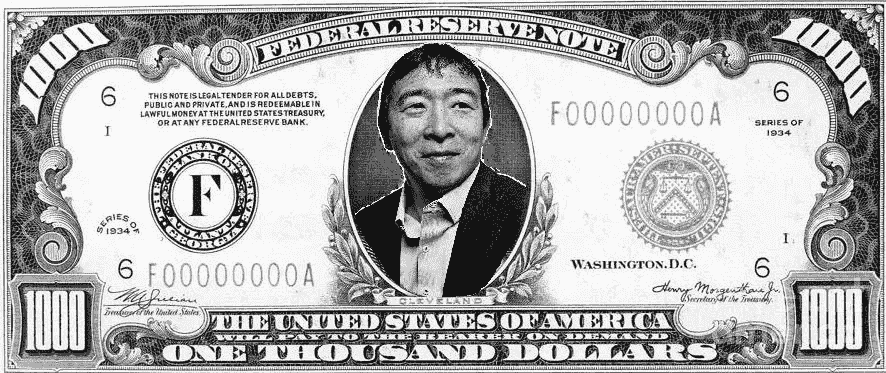 FEDERAL RESERVE NOTE
1000
1000
6
6
I
THIS NOTE IS LEGAL TENDER FOR ALL DEBTS,
PUBLIC AND PRIVATE, AND IS REDEEMABLE IN
LAWFUL MONEY AT THE UNITED STATES TREASURY,
OR AT ANY FEDERAL RESERVE BANK.
F00000000A
SERIES OF
1934
THE FEDERAL RESERVE
BANK OF
F
ATLANTA
GEORGIA
SERIES OF
1934
I
6
F00000000A
WASHINGTON, D.C.
6
Treasurer of the United States.
Henry Morgenthau Jr.
Secretary of the Treasury.
CLEVELAND
1000
THE UNITED STATES OF AMERICA
1000
WILL PAY TO THE BEARER ON DEMAND
ONE THOUSAND DOLLARS